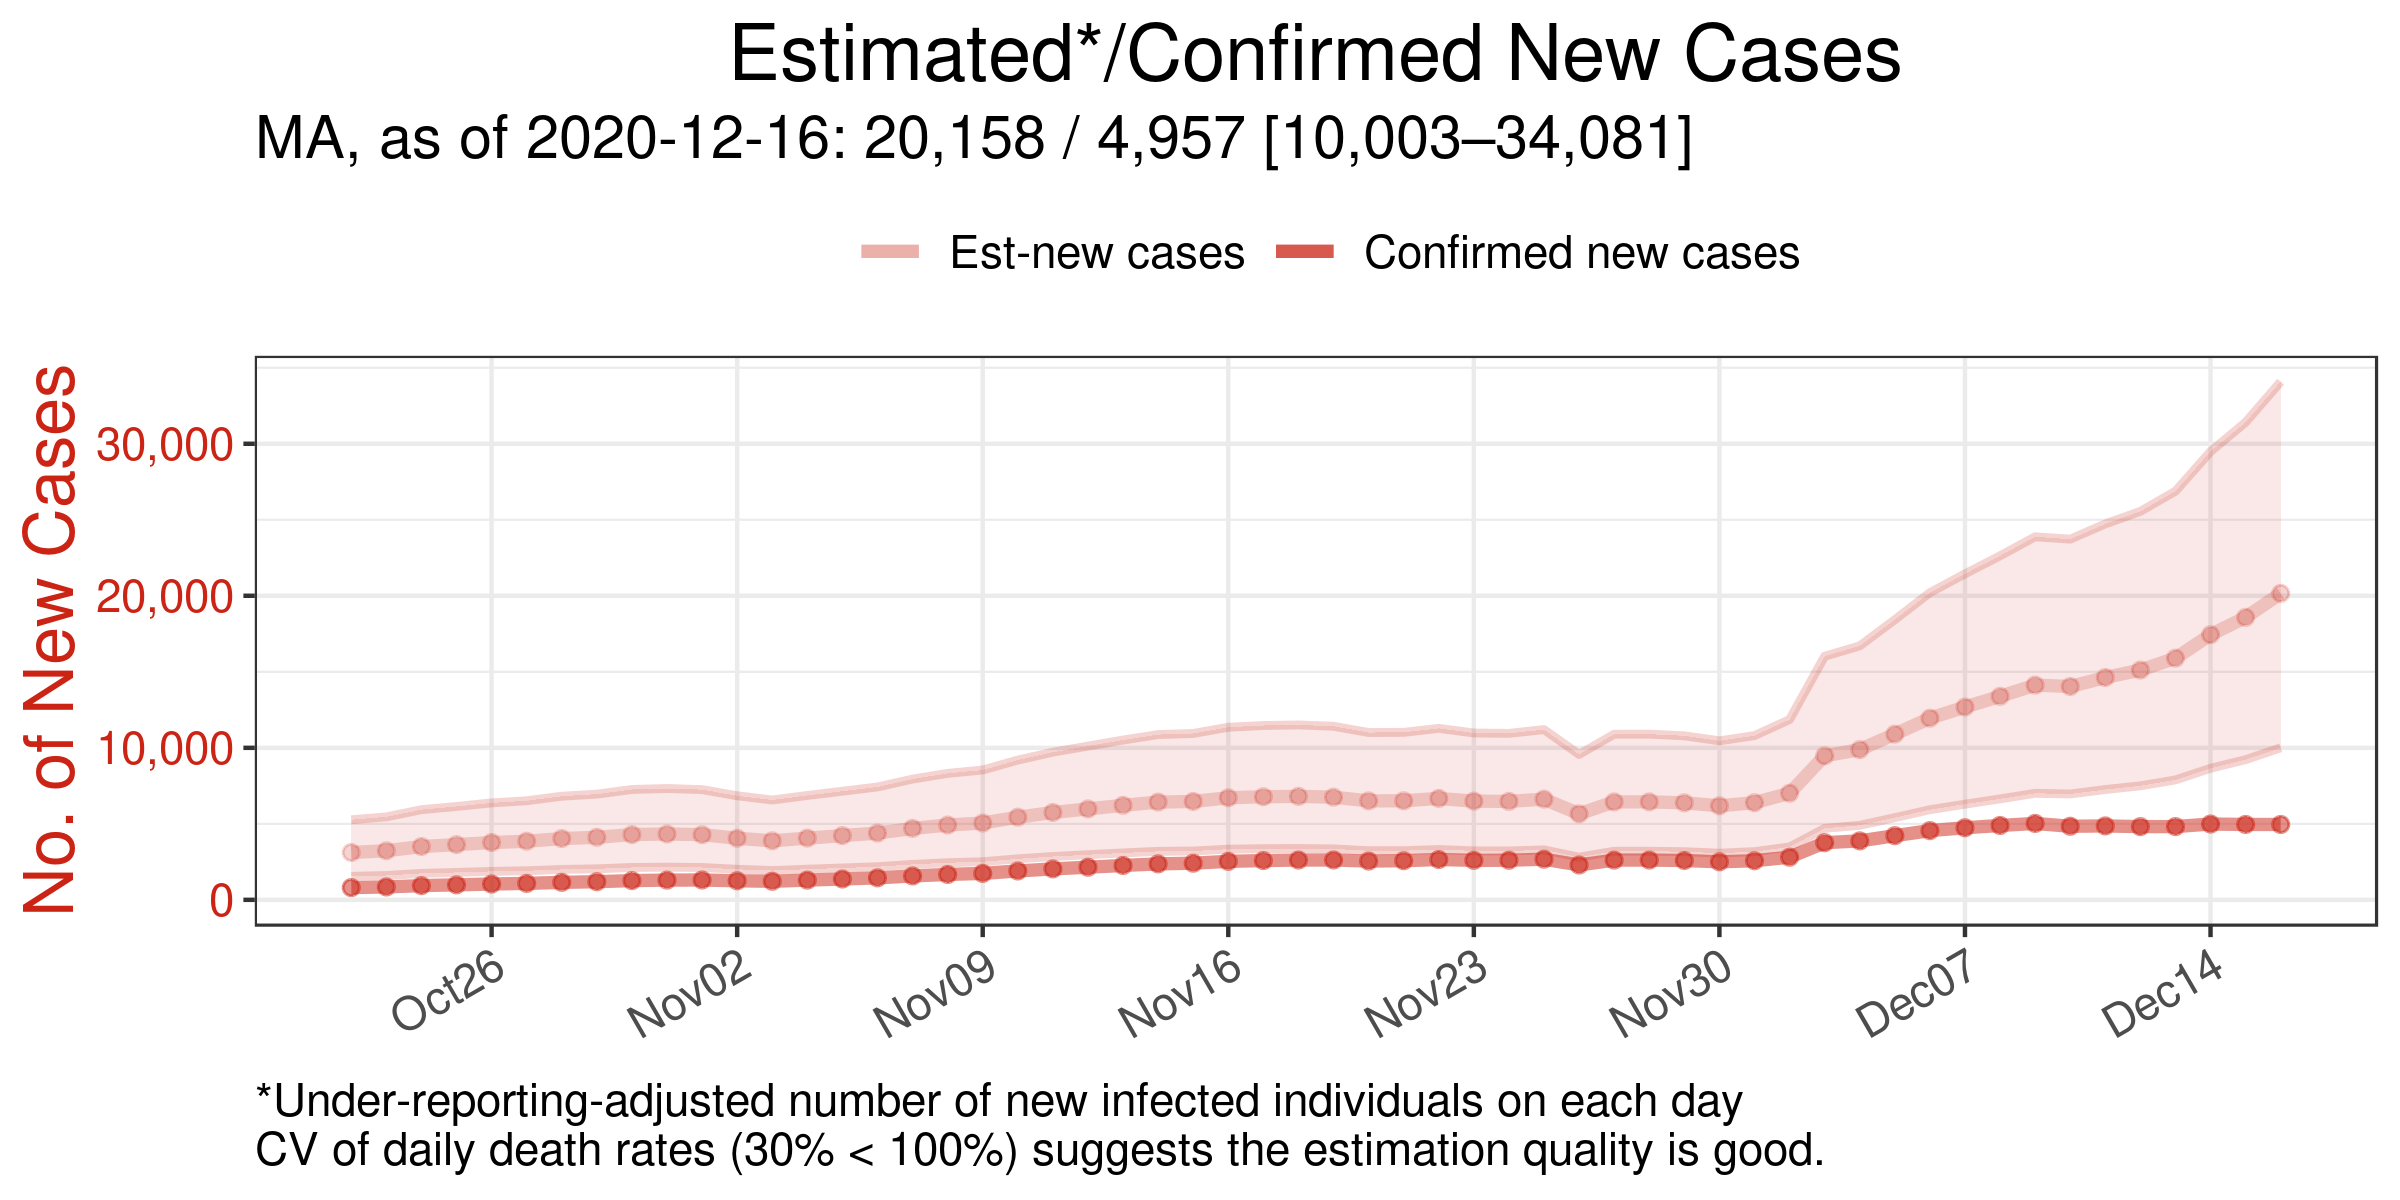 Estimated*/Confirmed New Cases
MA, as of 2020-12-16: 20,158 / 4,957 [10,003–34,081]
Est-new cases
Confirmed new cases
No. of New Cases
30,000
20,000
10,000
0
Oct26
Nov02
Nov09
Nov16
Nov23
Nov30
Dec07
Dec14
*Under-reporting-adjusted number of new infected individuals on each day
CV of daily death rates (30% < 100%) suggests the estimation quality is good.